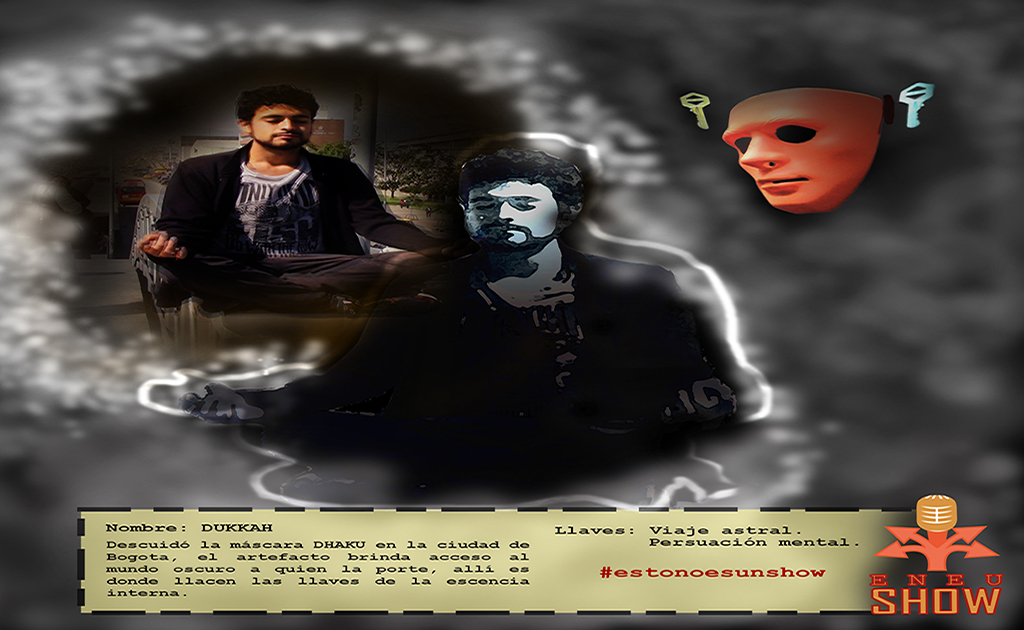 Nombre: DUKKAH
Descuidó la máscara DHAKU en la ciudad de
Bogota, el artefacto brinda acceso al
mundo oscuro a quien la porte, allí es
donde llacen las llaves de la escencia
interna.
Llaves: Viaje astral.
Persuación mental.
#estonoesunshow
ENEU
SHOW